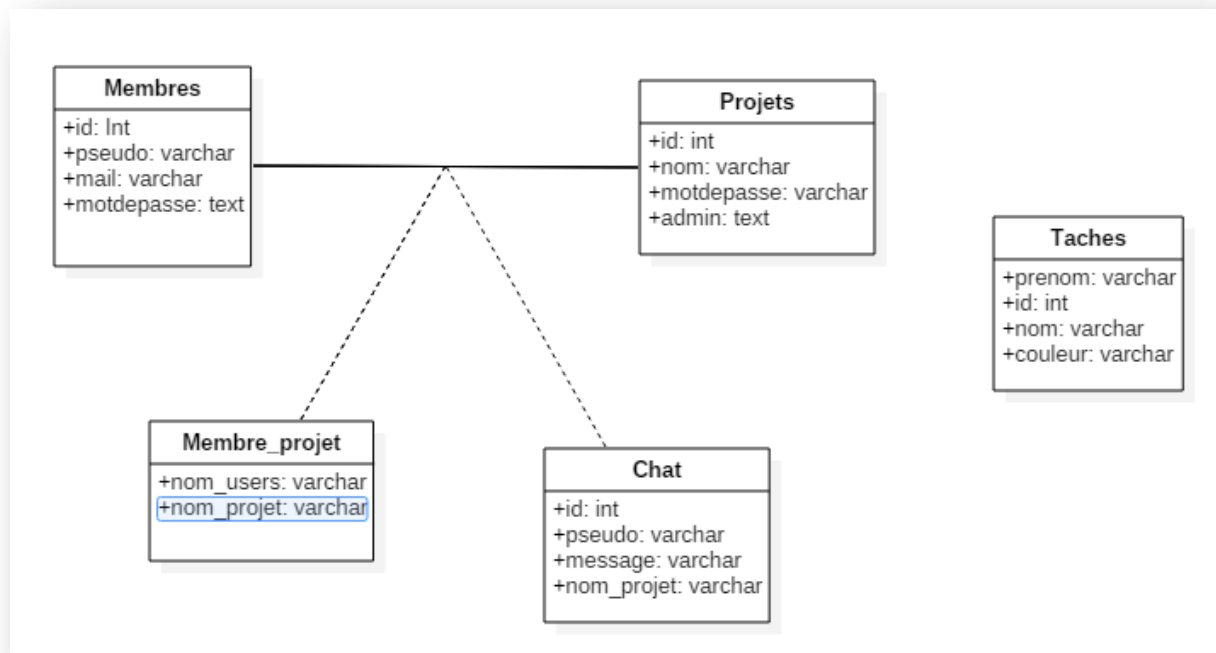 Membres
+id: Int
+pseudo: varchar
+mail: varchar
+motdepasse: text
Projets
+id: int
+nom: varchar
+motdepasse: varchar
+admin: text
Taches
+prenom: varchar
+id: int
+nom: varchar
+couleur: varchar
Membre_projet
+nom_users: varchar
+nom_projet: varchar
Chat
+id: int
+pseudo: varchar
+message: varchar
+nom_projet: varchar